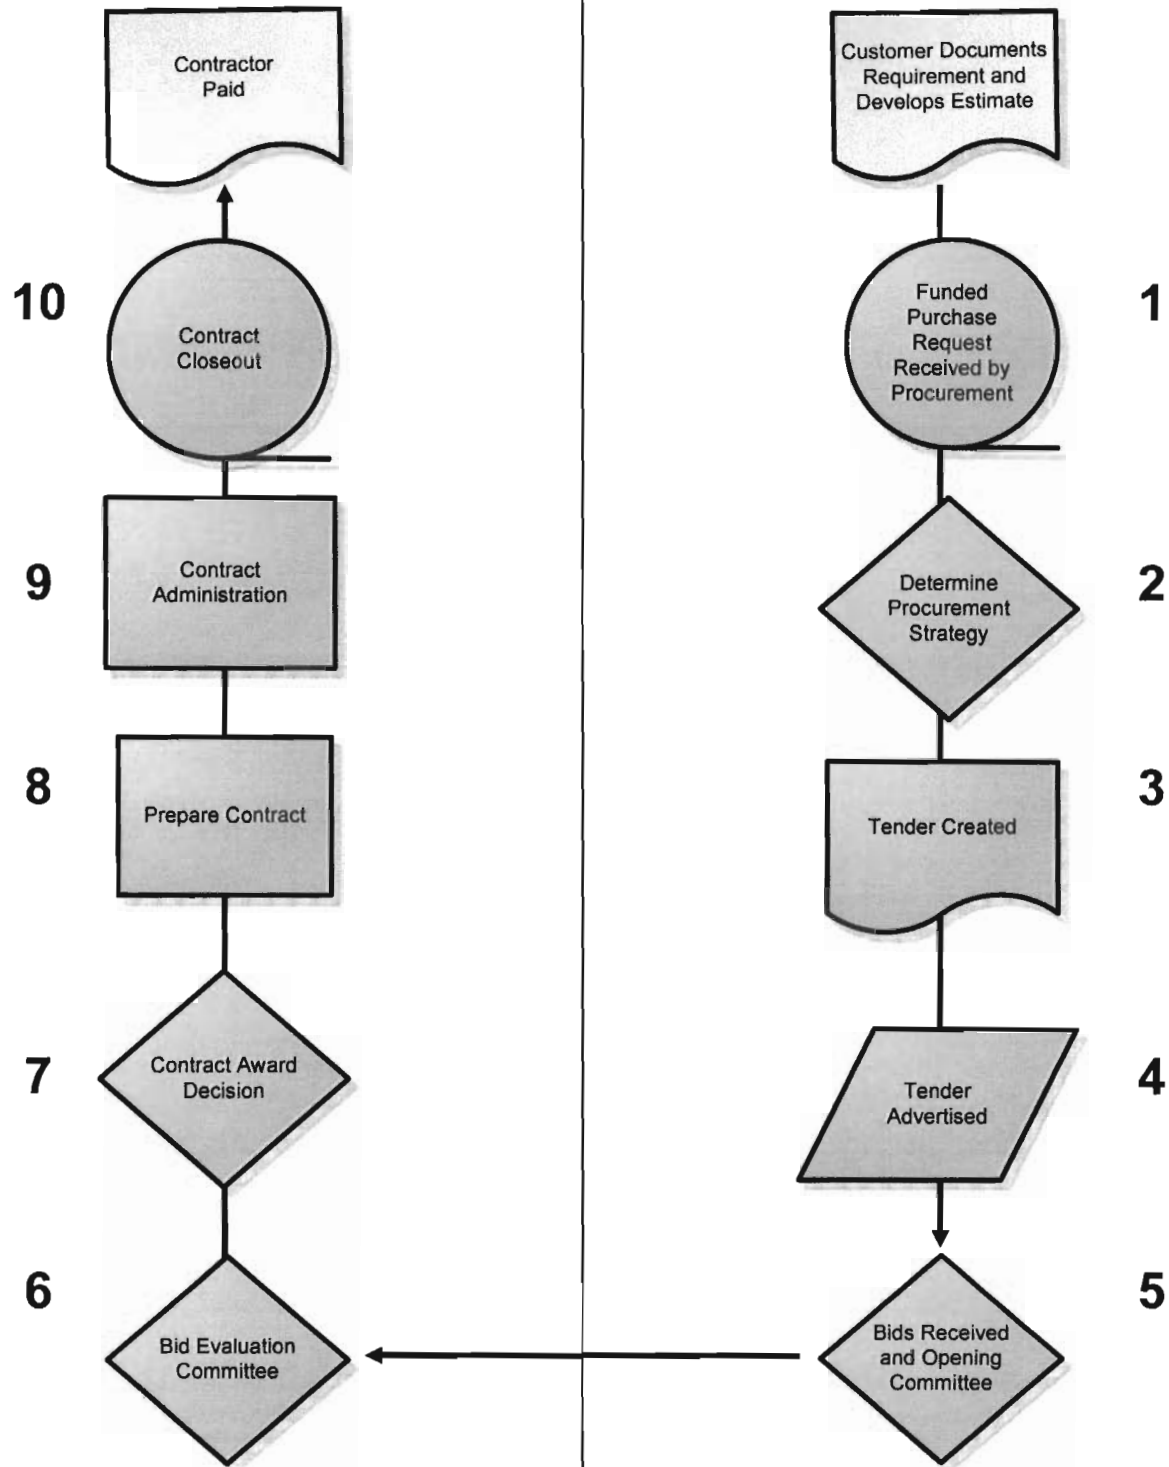 Customer Documents
Requirement and
Develops Estimate
1
Funded
Purchase
Request
Received by
Procurement
2
Determine
Procurement
Strategy
3
Tender Created
4
Tender
Advertised
5
Bids Received
and Opening
Committee
6
Bid Evaluation
Committee
7
Contract Award
Decision
8
Prepare Contract
9
Contract
Administration
10
Contract
Closeout
Contractor
Paid